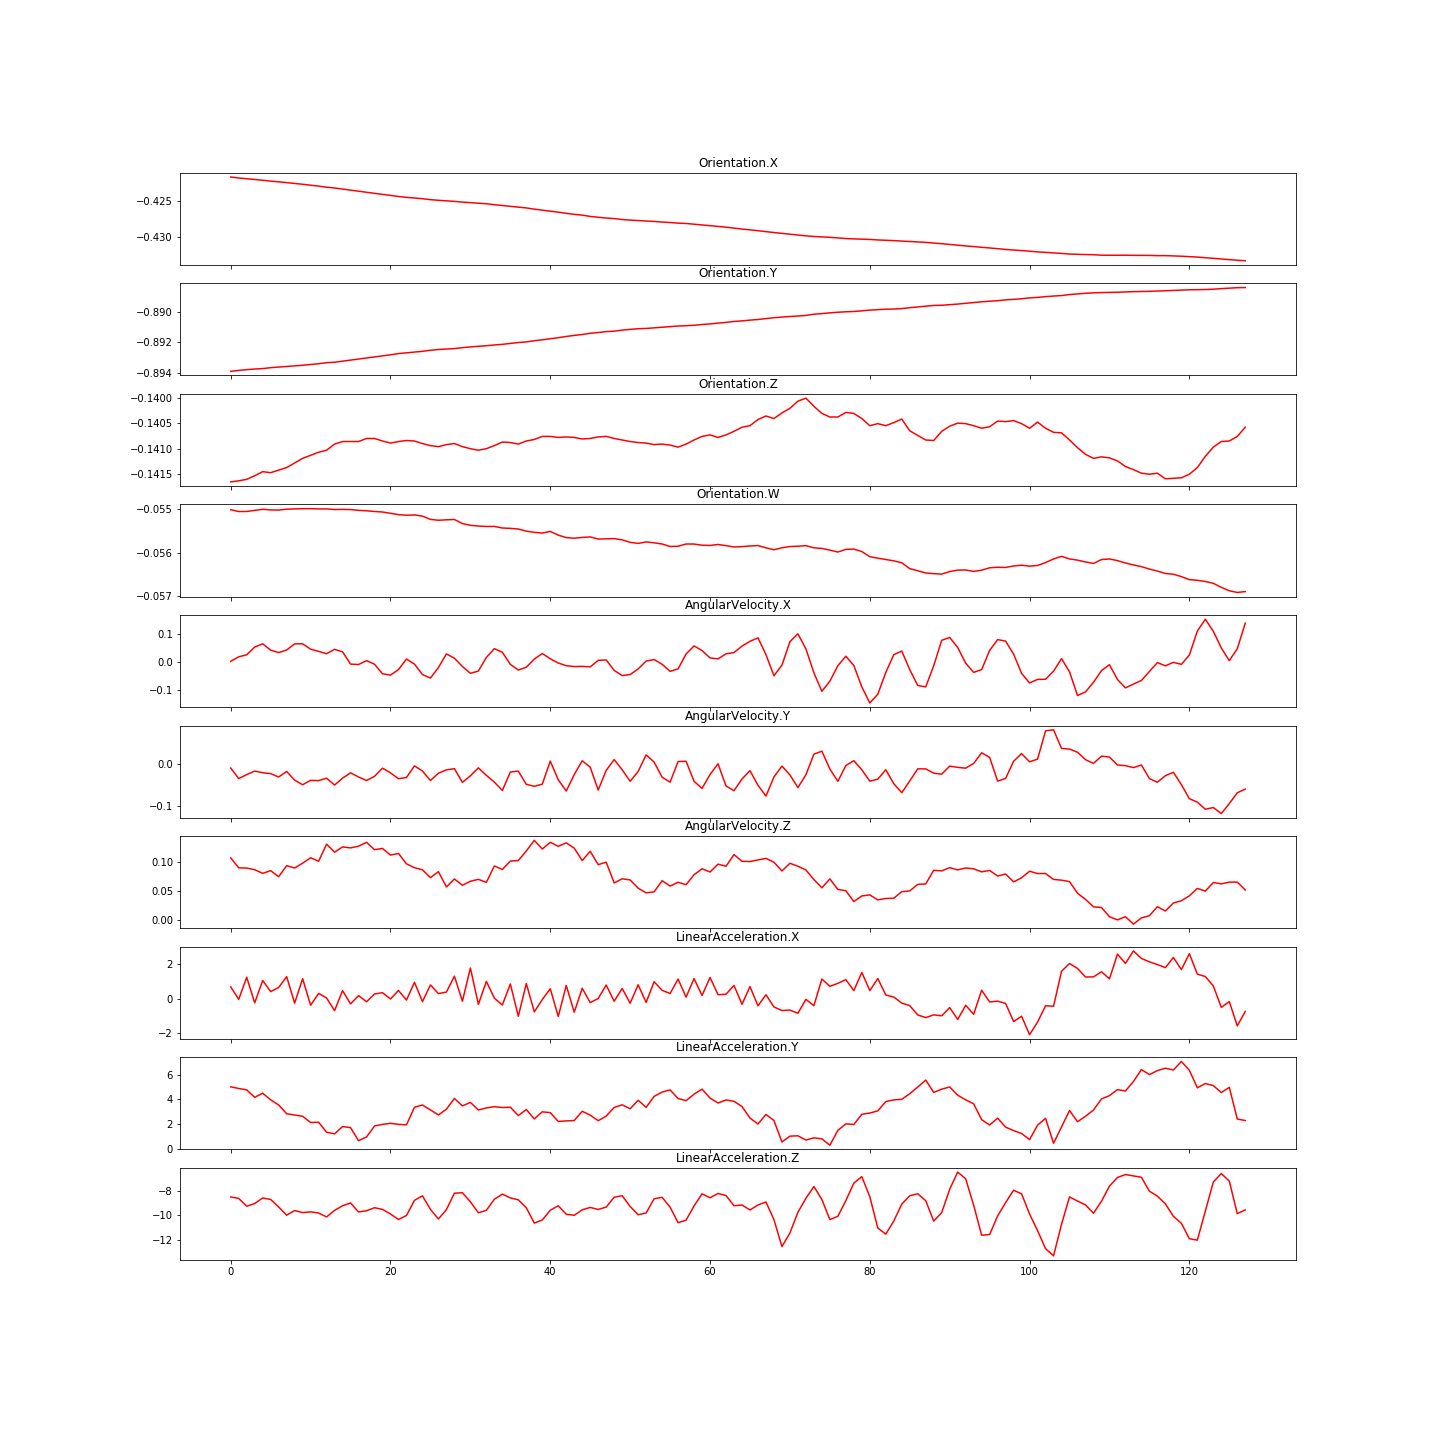 Orientation.X
−0.425
−0.430
Orientation.Y
−0.890
−0.892
−0.894
Orientation.Z
−0.1400
−0.1405
−0.1410
−0.1415
Orientation.W
−0.055
−0.056
−0.057
AngularVelocity.X
0.1
0.0
−0.1
AngularVelocity.Y
0.0
−0.1
AngularVelocity.Z
0.10
0.05
0.00
LinearAcceleration.X
2
0
−2
LinearAcceleration.Y
6
4
2
0
LinearAcceleration.Z
−8
−10
−12
0 20 40 60 80 100 120